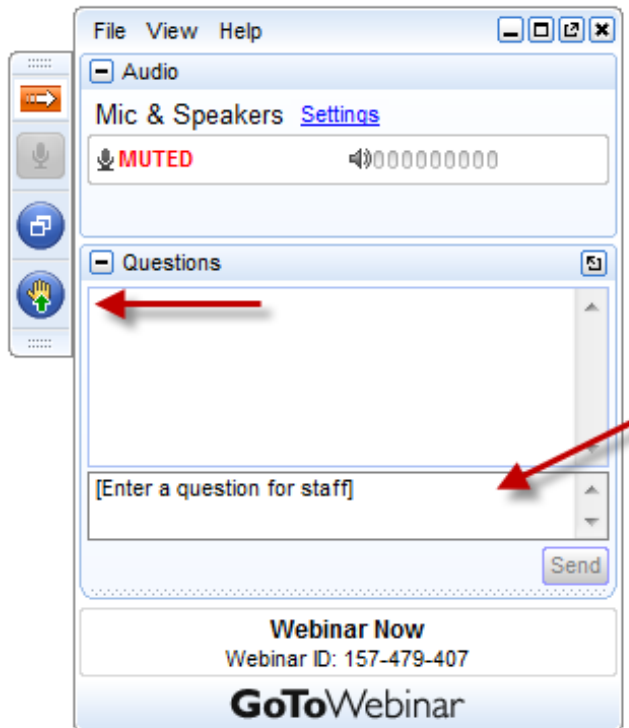 File View Help
Audio
Mic & Speakers Settings
MUTED
Questions
[Enter a question for staff]
Send
Webinar Now
Webinar ID: 157-479-407
GoToWebinar